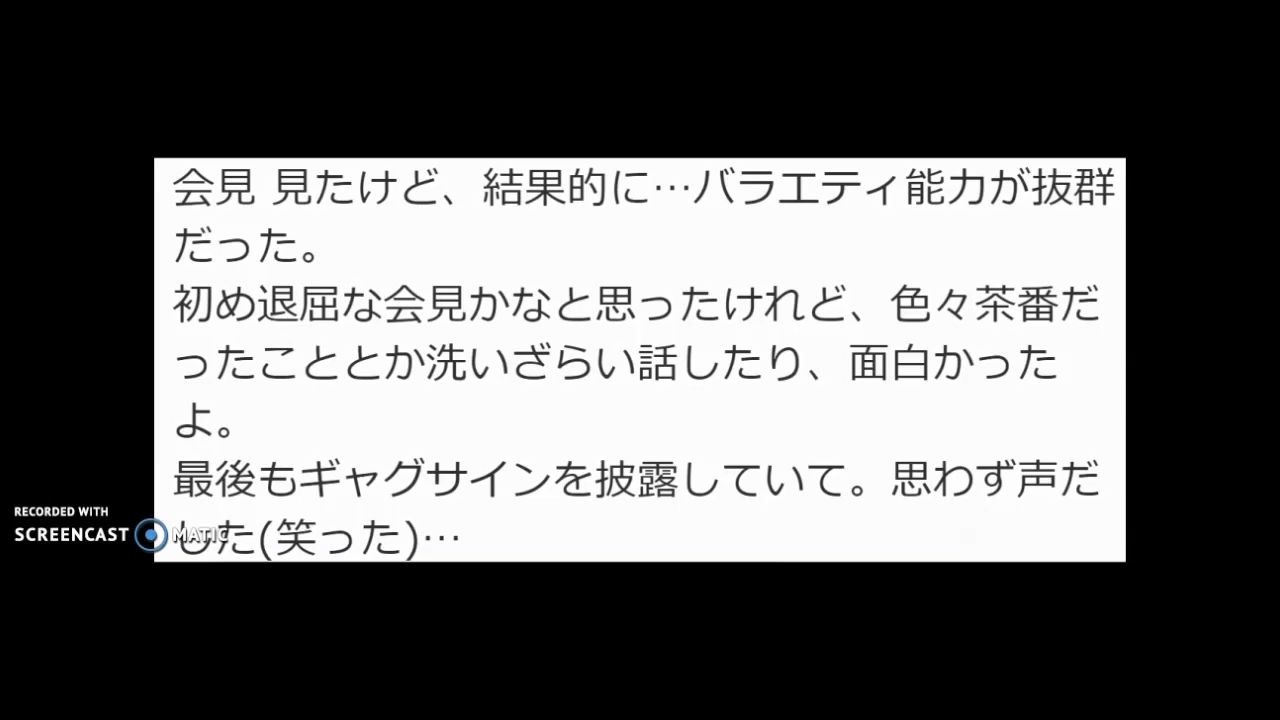 会見 見たけど、結果的に…バラエティ能力が抜群
だった。
初め退屈な会見かなと思ったけれど、色々茶番だ
ったこととか洗いざらい話したり、面白かった
よ。
最後もギャグサインを披露していて。思わず声だ
した(笑った)…
RECORDED WITH
SCREENCAST MATIC